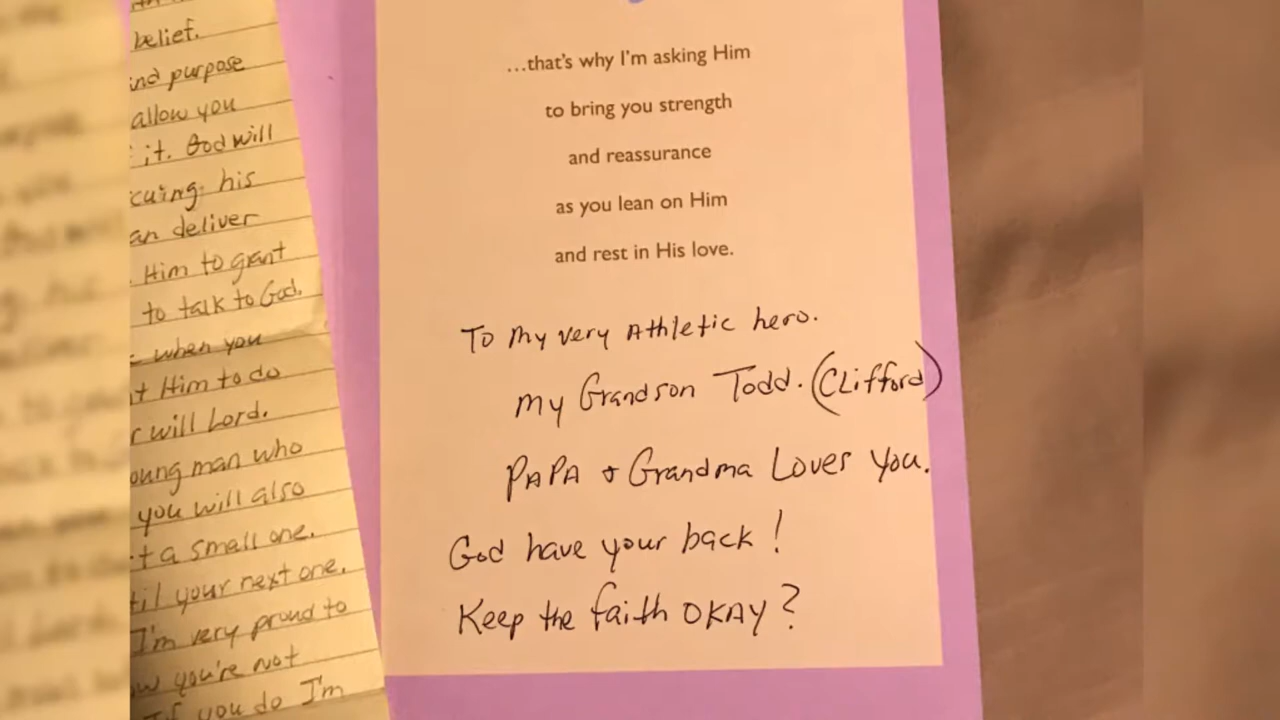 belief.
purpose
allow you
it. God will
his
deliver
Him to grant
to talk to God.
when you
Him to do
will Lord.
man who
you will also
a small one.
your next one.
I'm very proud to
you're not
If you do I'm
...that's why I'm asking Him
to bring you strength
and reassurance
as you lean on Him
and rest in His love.
To my very Athletic hero.
my Grandson Todd. (Clifford)
PAPA + Grandma Loves you.
God have your back!
Keep the faith OKAY?